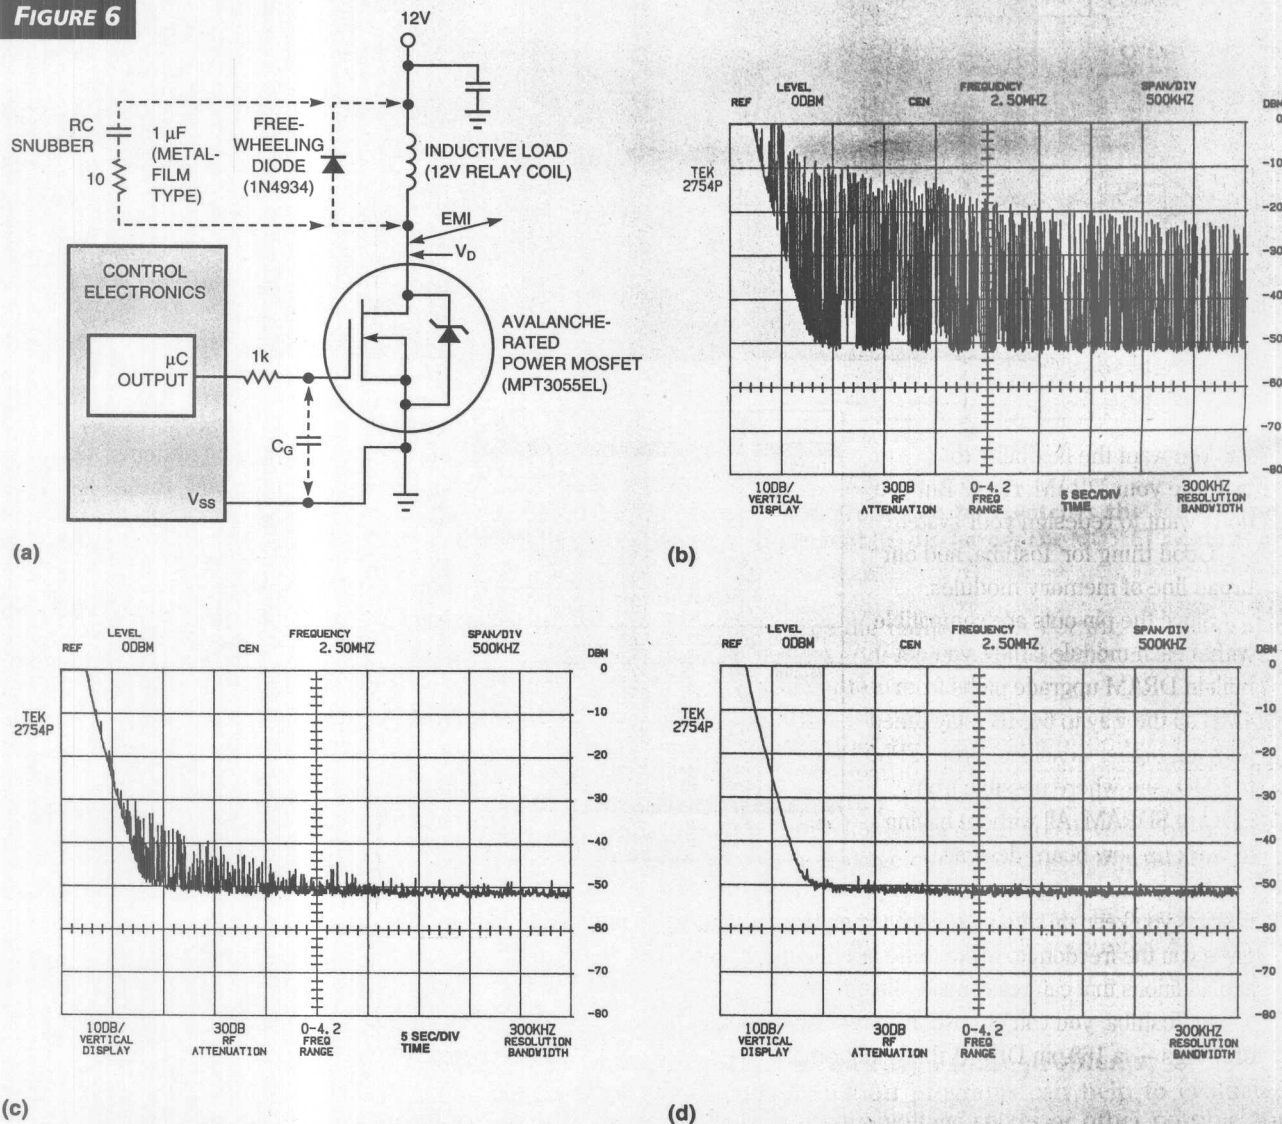 FIGURE 6
12V
RC
SNUBBER
1 µF
(METAL-
FILM
TYPE)
10
FREE-
WHEELING
DIODE
(1N4934)
INDUCTIVE LOAD
(12V RELAY COIL)
EMI
V_D
CONTROL
ELECTRONICS
µC
OUTPUT
1k
C_G
V_SS
AVALANCHE-
RATED
POWER MOSFET
(MPT3055EL)
(a)
LEVEL
FREQUENCY
SPAN/DIV
REF 0DBM CEN 2.50MHZ 500KHZ
DBM
TEK
2754P
0
-10
-20
-30
-40
-50
-60
-70
-80
10DB/
VERTICAL
DISPLAY
30DB
RF
ATTENUATION
0-4.2
FREQ
RANGE
5 SEC/DIV
TIME
300KHZ
RESOLUTION
BANDWIDTH
(b)
LEVEL
FREQUENCY
SPAN/DIV
REF 0DBM CEN 2.50MHZ 500KHZ
DBM
TEK
2754P
0
-10
-20
-30
-40
-50
-60
-70
-80
10DB/
VERTICAL
DISPLAY
30DB
RF
ATTENUATION
0-4.2
FREQ
RANGE
5 SEC/DIV
TIME
300KHZ
RESOLUTION
BANDWIDTH
(c)
LEVEL
FREQUENCY
SPAN/DIV
REF 0DBM CEN 2.50MHZ 500KHZ
DBM
TEK
2754P
0
-10
-20
-30
-40
-50
-60
-70
-80
10DB/
VERTICAL
DISPLAY
30DB
RF
ATTENUATION
0-4.2
FREQ
RANGE
5 SEC/DIV
TIME
300KHZ
RESOLUTION
BANDWIDTH
(d)